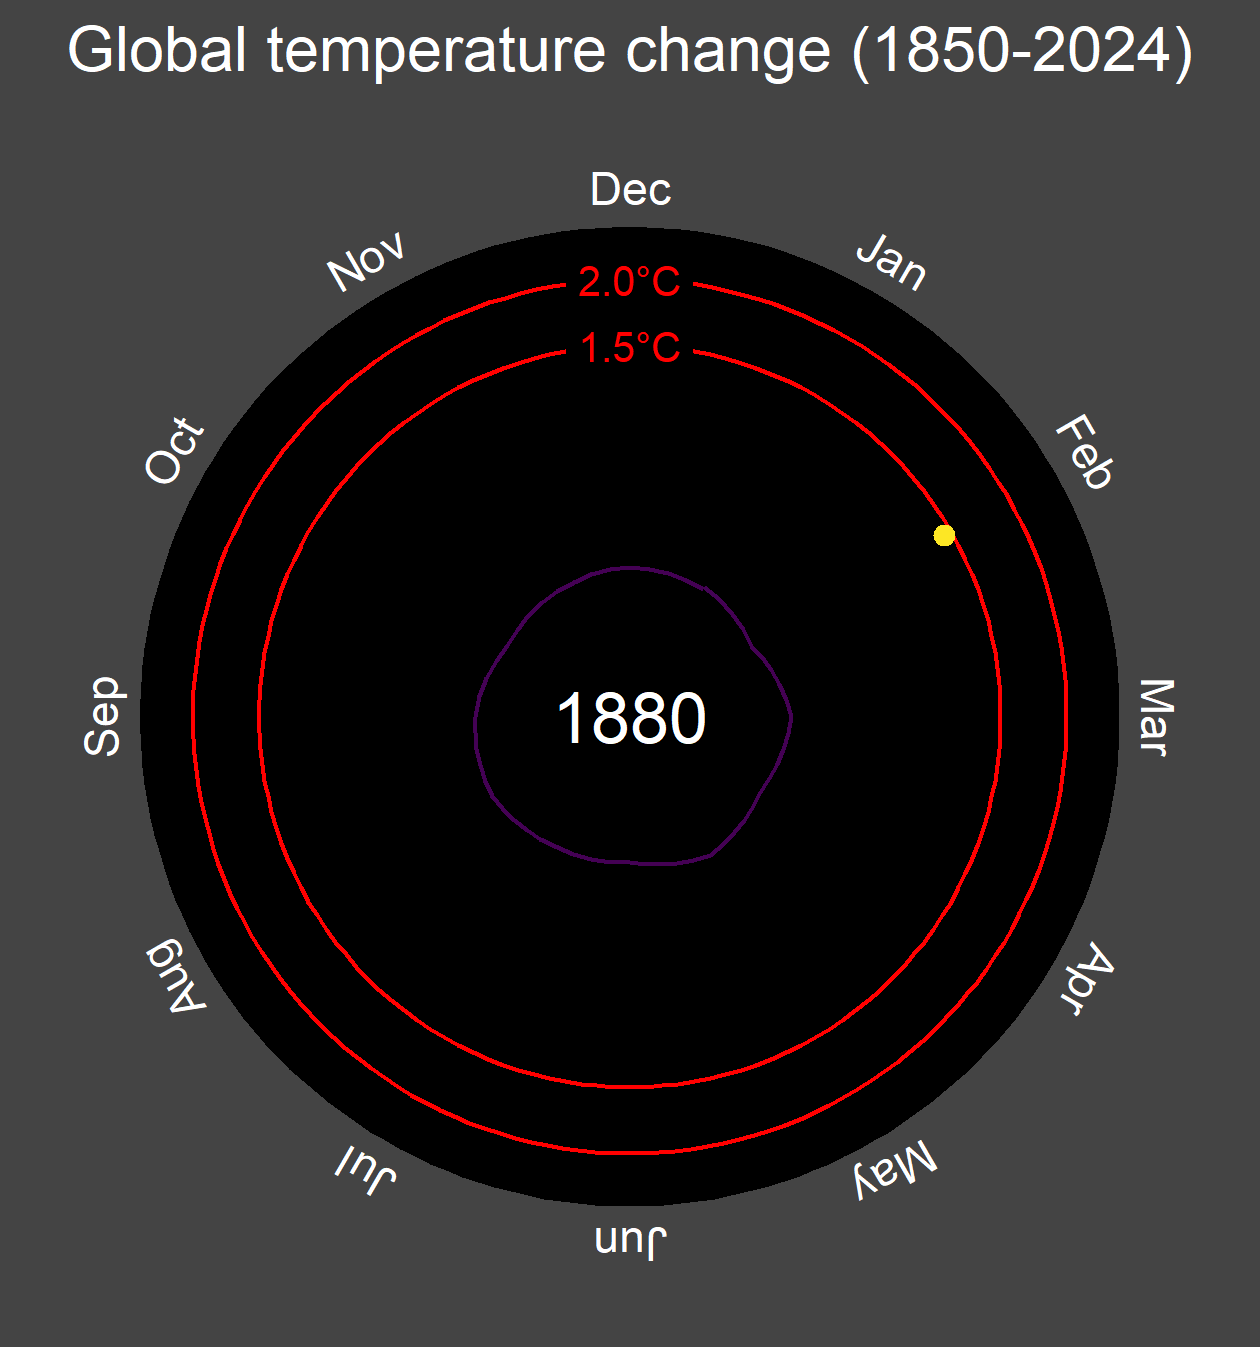 Global temperature change (1850-2024)
Dec
Nov
Jan
2.0°C
1.5°C
Oct
Feb
Sep
1880
Mar
Aug
Apr
Jul
May
Jun